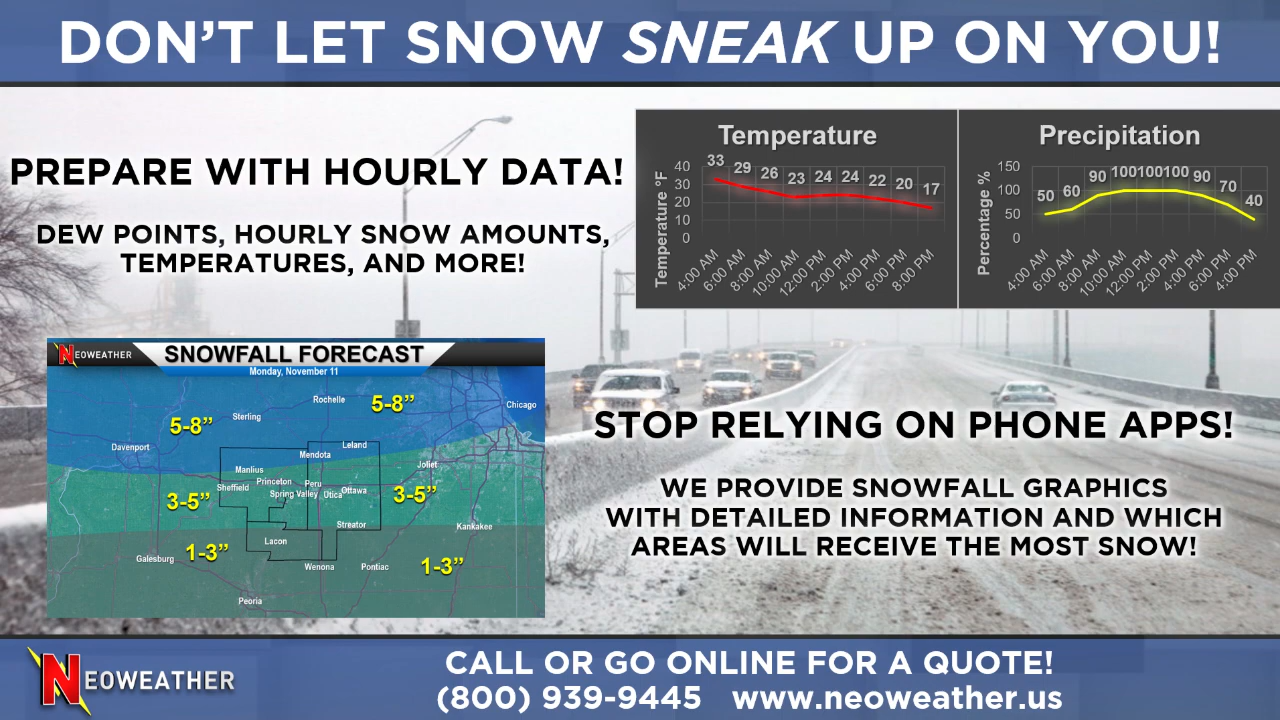 DON'T LET SNOW SNEAK UP ON YOU!
PREPARE WITH HOURLY DATA!
DEW POINTS, HOURLY SNOW AMOUNTS,
TEMPERATURES, AND MORE!
Temperature
Temperature °F
40
30
20
10
0
33 29 26 23 24 24 22 20 17
4:00 AM 6:00 AM 8:00 AM 10:00 AM 12:00 PM 2:00 PM 4:00 PM 6:00 PM 8:00 PM
Precipitation
Percentage %
150
100
50
0
50 60 90 100 100 100 90 70 40
4:00 AM 6:00 AM 8:00 AM 10:00 AM 12:00 PM 2:00 PM 4:00 PM 6:00 PM 4:00 PM
NEOWEATHER SNOWFALL FORECAST
Monday, November 11
Rochelle
5-8”
Chicago
Sterling
5-8”
Davenport
Leland
Mendota
Joliet
Manlius
Princeton
Peru
Sheffield
Spring Valley
Utica
Ottawa
3-5”
3-5”
Streator
Kankakee
Lacon
1-3”
Galesburg
Wenona
Pontiac
1-3”
Peoria
STOP RELYING ON PHONE APPS!
WE PROVIDE SNOWFALL GRAPHICS
WITH DETAILED INFORMATION AND WHICH
AREAS WILL RECEIVE THE MOST SNOW!
NEOWEATHER
CALL OR GO ONLINE FOR A QUOTE!
(800) 939-9445 www.neoweather.us